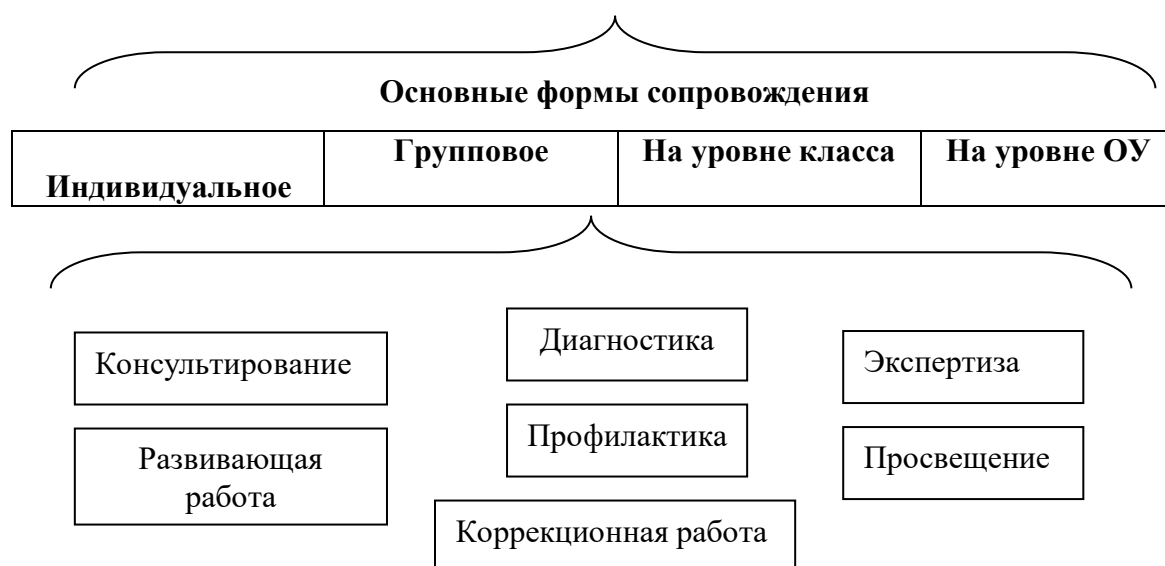 Основные формы сопровождения
Индивидуальное
Групповое
На уровне класса
На уровне ОУ
Консультирование
Диагностика
Экспертиза
Развивающая
работа
Профилактика
Просвещение
Коррекционная работа